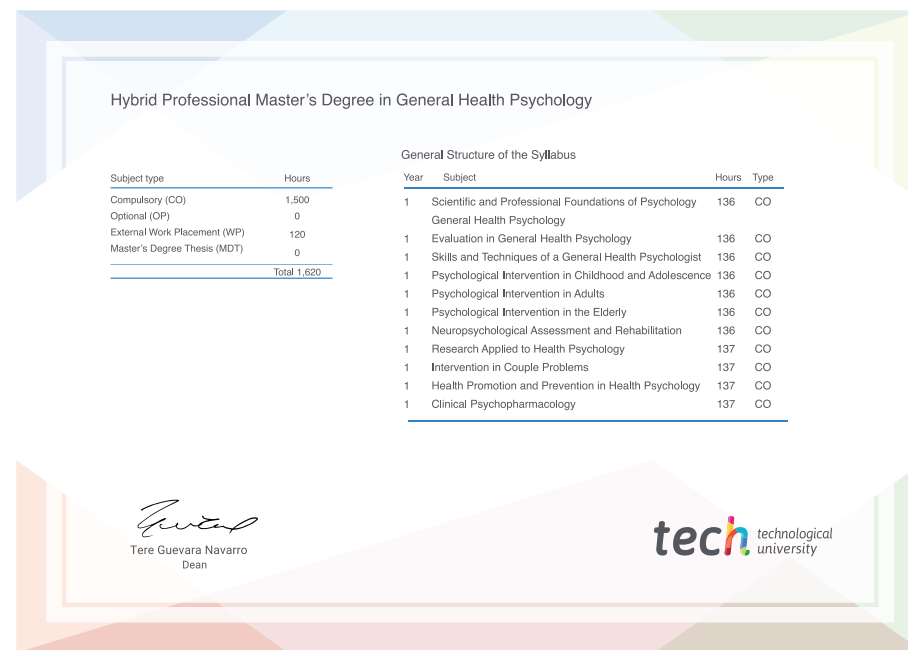 Hybrid Professional Master's Degree in General Health Psychology
Subject type Hours
Compulsory (CO) 1,500
Optional (OP) 0
External Work Placement (WP) 120
Master's Degree Thesis (MDT) 0
Total 1,620
General Structure of the Syllabus
Year Subject Hours Type
1 Scientific and Professional Foundations of Psychology 136 CO
General Health Psychology
1 Evaluation in General Health Psychology 136 CO
1 Skills and Techniques of a General Health Psychologist 136 CO
1 Psychological Intervention in Childhood and Adolescence 136 CO
1 Psychological Intervention in Adults 136 CO
1 Psychological Intervention in the Elderly 136 CO
1 Neuropsychological Assessment and Rehabilitation 136 CO
1 Research Applied to Health Psychology 137 CO
1 Intervention in Couple Problems 137 CO
1 Health Promotion and Prevention in Health Psychology 137 CO
1 Clinical Psychopharmacology 137 CO
Tere Guevara Navarro
Dean
tech technological
university